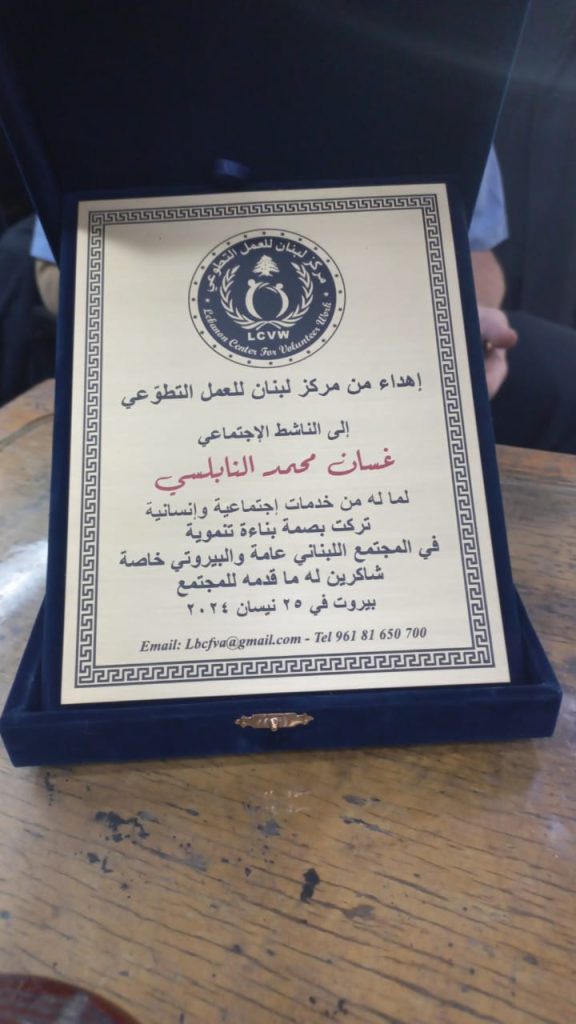 مركز لبنان للعمل التطوعي
LCVW
Lebanon Center For Volunteer Work
إهداء من مركز لبنان للعمل التطوّعي
إلى الناشط الإجتماعي
غسان محمد النابلسي
لما له من خدمات إجتماعية وإنسانية
تركت بصمة بناءة تنموية
في المجتمع اللبناني عامة والبيروتي خاصة
شاكرين له ما قدمه للمجتمع
بيروت في ٢٥ نيسان ٢٠٢٤
Email: Lbcfva@gmail.com - Tel 961 81 650 700